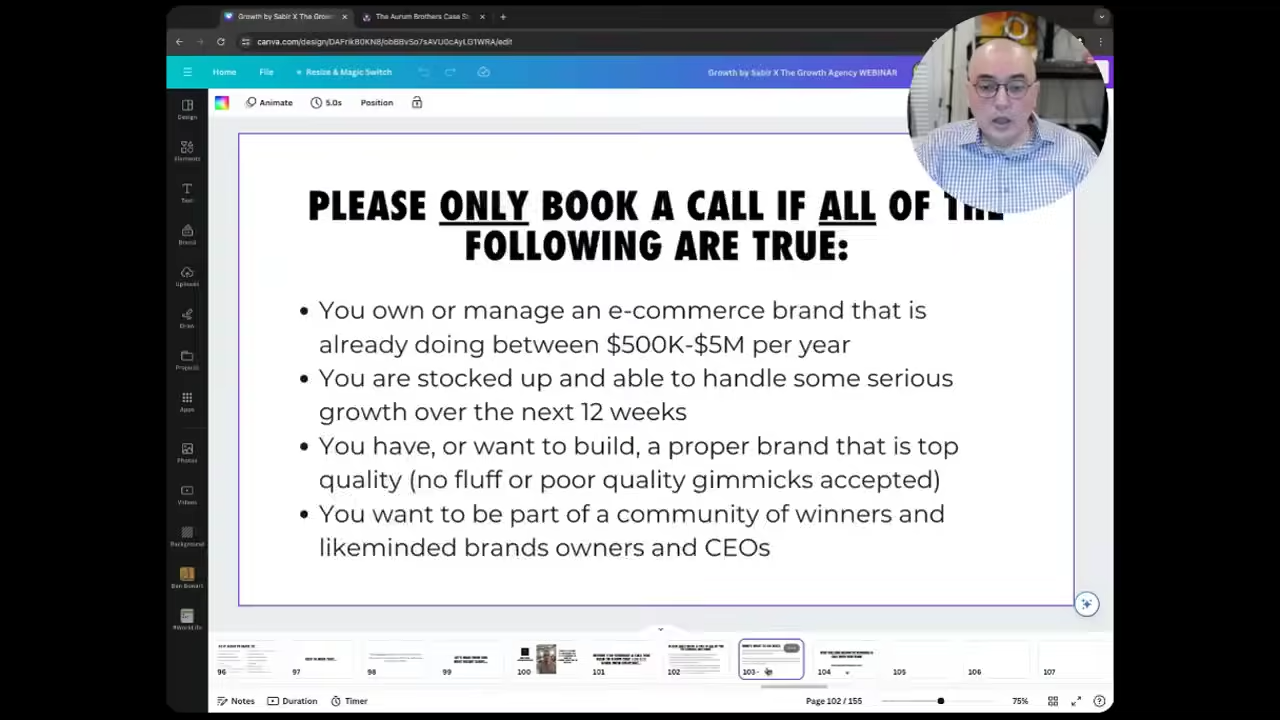 Growth by Sabir X The Growt
The Aurum Brothers Case S
canva.com/design/DAFrik80KN8/obBBvSo7sAVU0cAyLG1WRA/edit
Home
File
Resize & Magic Switch
Growth by Sabir X The Growth Agency WEBINAR
Animate
5.0s
Position
Design
Elements
Text
Brand
Uploads
Draw
Projects
Apps
Photos
Videos
Background
PLEASE ONLY BOOK A CALL IF ALL OF THE
FOLLOWING ARE TRUE:
• You own or manage an e-commerce brand that is
already doing between $500K-$5M per year
• You are stocked up and able to handle some serious
growth over the next 12 weeks
• You have, or want to build, a proper brand that is top
quality (no fluff or poor quality gimmicks accepted)
• You want to be part of a community of winners and
likeminded brands owners and CEOs
96
97
98
99
100
101
102
103
104
105
106
107
Notes
Duration
Timer
Page 102 / 155
75%